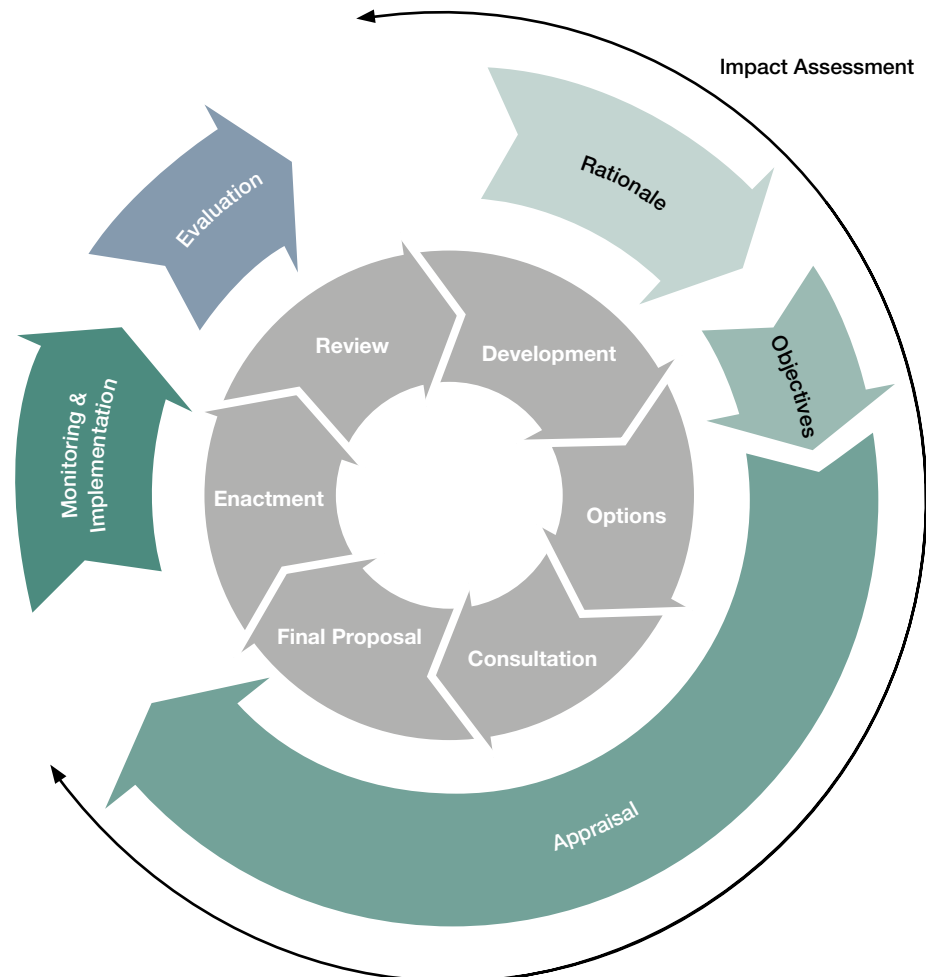 Impact Assessment
Rationale
Objectives
Appraisal
Monitoring &
Implementation
Evaluation
Development
Options
Consultation
Final Proposal
Enactment
Review